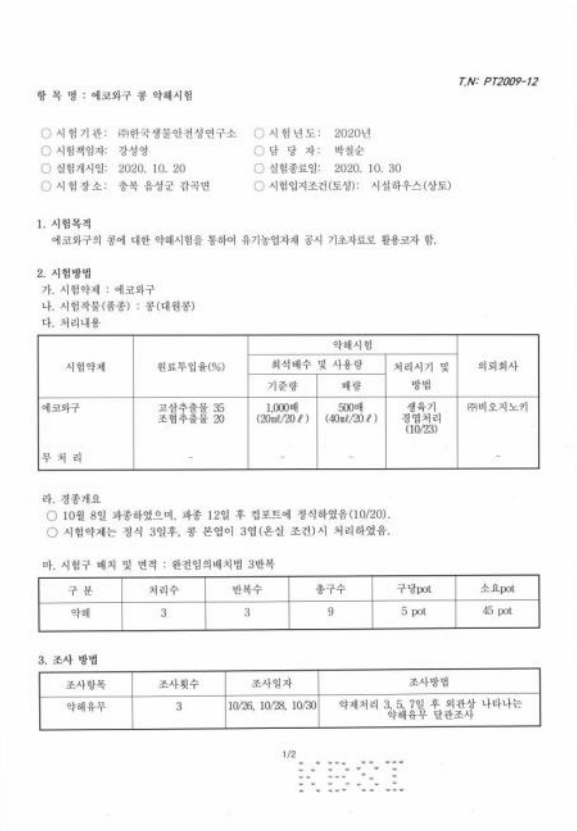 T,N: PT2009-12
항 목 명 : 에코와구 콩 약해시험
○ 시험기관: ㈜한국생물안전성연구소 ○ 시험년도: 2020년
○ 시험책임자: 강성영 ○ 담 당 자: 박철순
○ 실험개시일: 2020. 10. 20 ○ 실험종료일: 2020. 10. 30
○ 시험장소: 충북 음성군 감곡면 ○ 시험입지조건(토성): 시설하우스(상토)
1. 시험목적
에코와구의 콩에 대한 약해시험을 통하여 유기농업자재 공시 기초자료로 활용코자 함.
2. 시험방법
가. 시험약제 : 에코와구
나. 시험작물(품종) : 콩(대원콩)
다. 처리내용
약해시험
시험약제 원료투입율(%) 희석배수 및 사용량 처리시기 및 방법 의뢰회사
기준량 배량
에코와구 고삼추출물 35 1,000배 500배 생육기 ㈜비오지노키
조협추출물 20 (20㎖/20ℓ) (40㎖/20ℓ) 경엽처리
(10/23)
무 처 리 - - - - -
라. 경종개요
○ 10월 8일 파종하였으며, 파종 12일 후 컵포트에 정식하였음(10/20).
○ 시험약제는 정식 3일후, 콩 본엽이 3엽(온실 조건)시 처리하였음.
마. 시험구 배치 및 면적 : 완전임의배치법 3반복
구 분 처리수 반복수 총구수 구당pot 소요pot
약해 3 3 9 5 pot 45 pot
3. 조사 방법
조사항목 조사횟수 조사일자 조사방법
약해유무 3 10/26, 10/28, 10/30 약제처리 3, 5, 7일 후 외관상 나타나는
약해유무 달관조사
1/2
KBSI